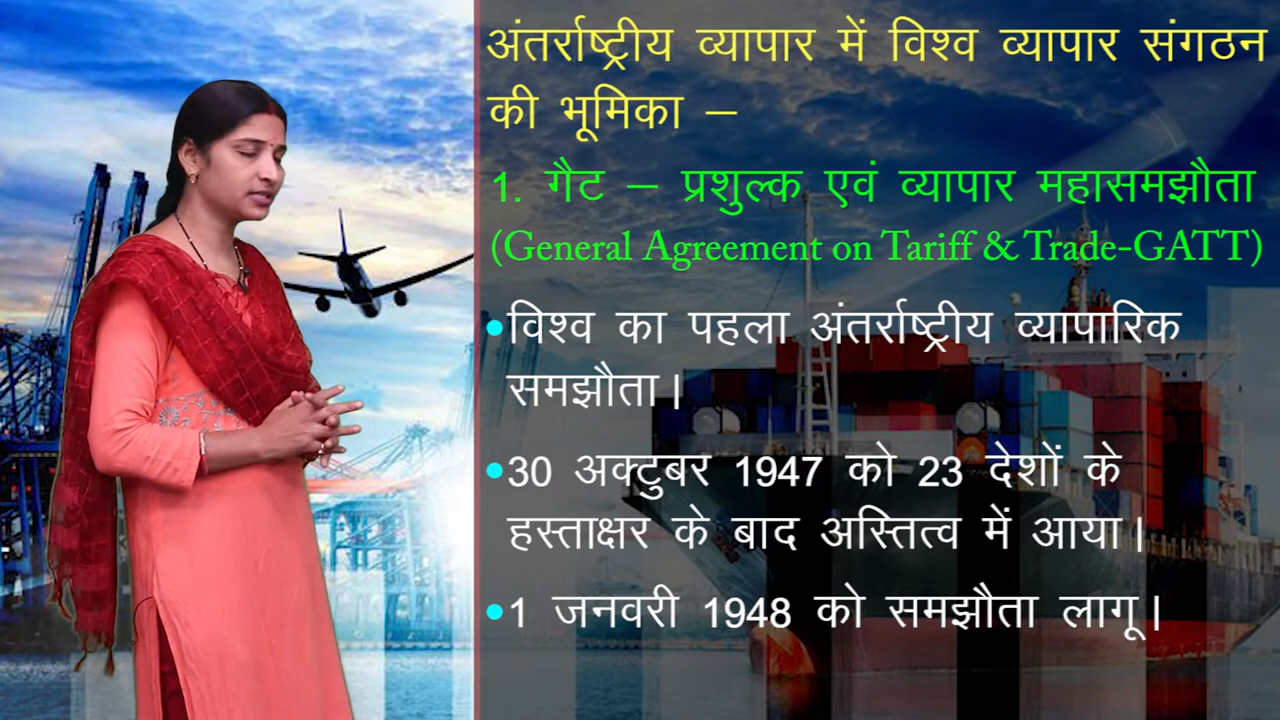 अंतर्राष्ट्रीय व्यापार में विश्व व्यापार संगठन
की भूमिका –
1. गैट – प्रशुल्क एवं व्यापार महासमझौता
(General Agreement on Tariff & Trade-GATT)
•विश्व का पहला अंतर्राष्ट्रीय व्यापारिक
समझौता।
•30 अक्टुबर 1947 को 23 देशों के
हस्ताक्षर के बाद अस्तित्व में आया।
•1 जनवरी 1948 को समझौता लागू।